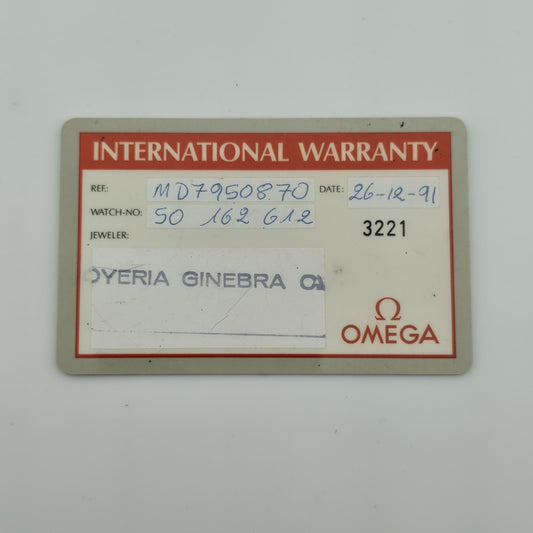 INTERNATIONAL WARRANTY
REF.: MD7950870 DATE: 26-12-91
WATCH-NO: 50 162 612
3221
JEWELER:
OYERIA GINEBRA
Ω
OMEGA